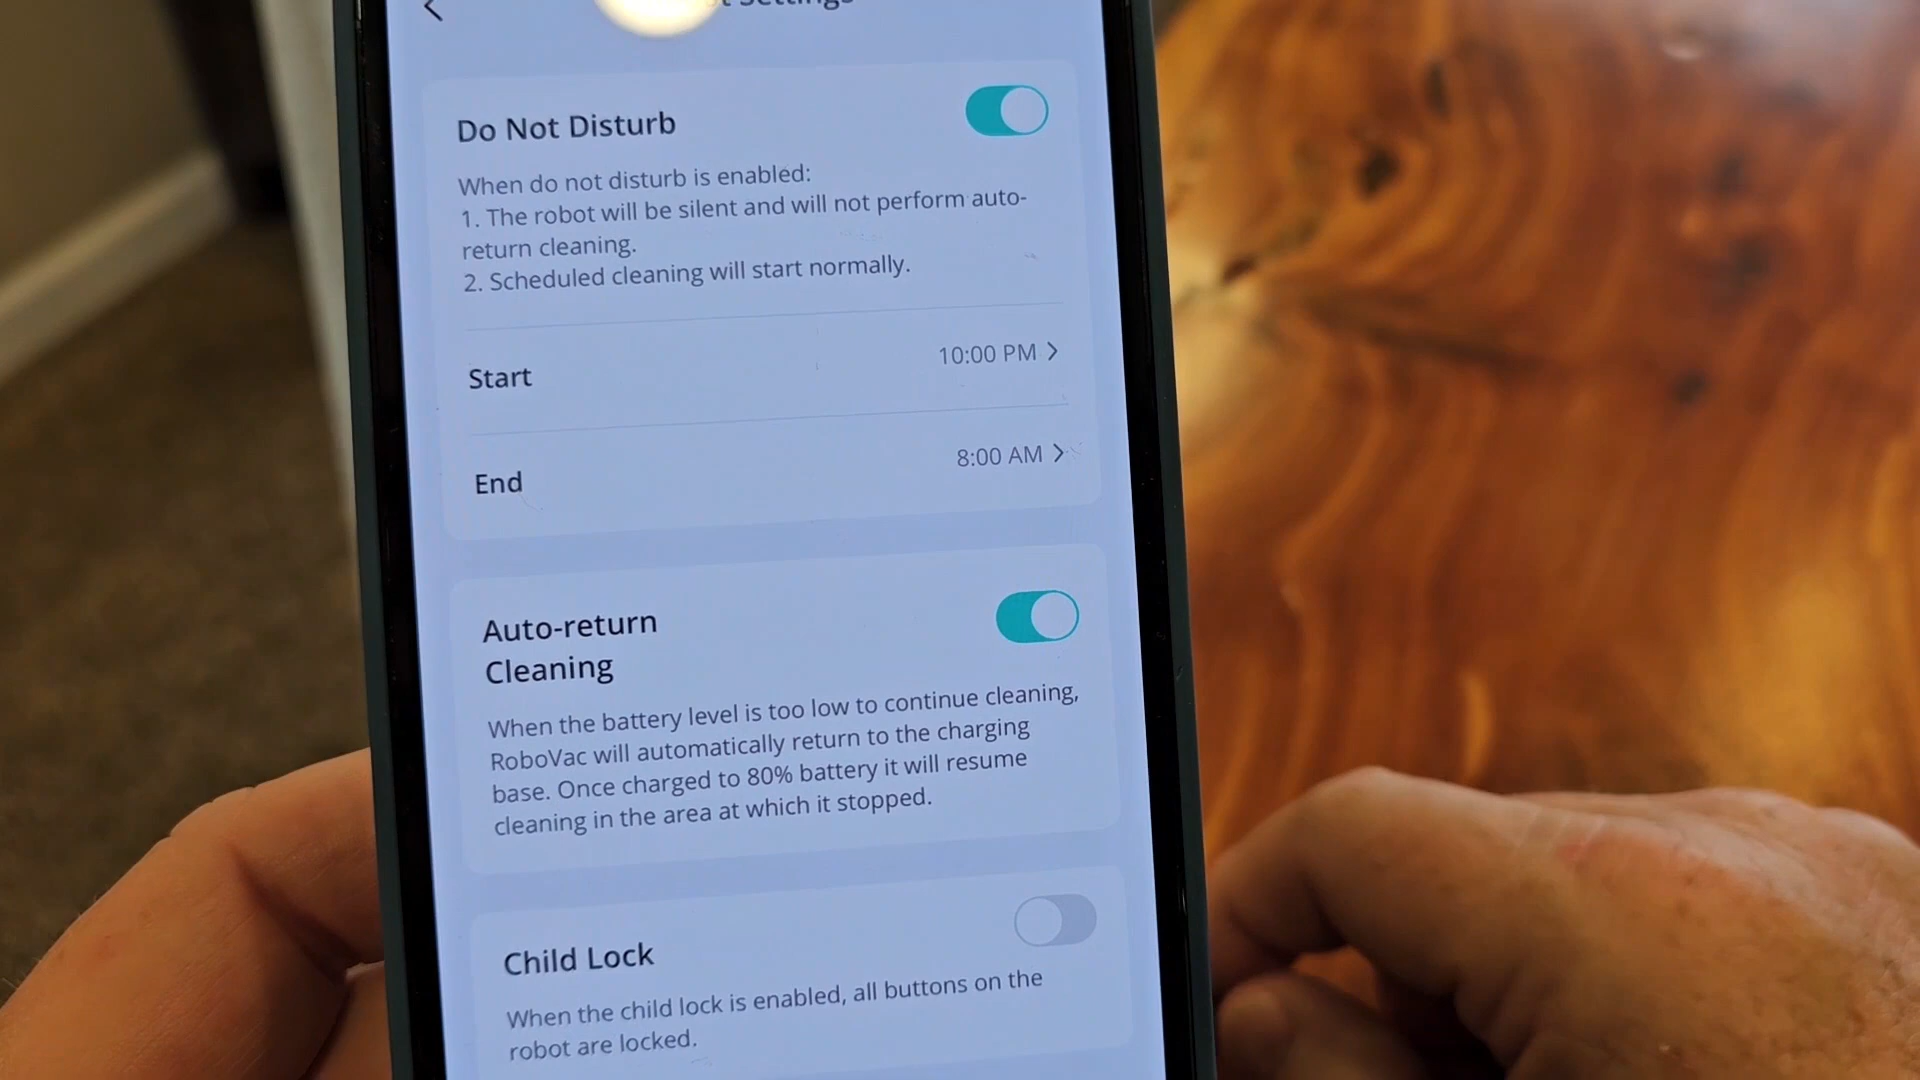 Settings
Do Not Disturb
When do not disturb is enabled:
1. The robot will be silent and will not perform auto-
return cleaning.
2. Scheduled cleaning will start normally.
Start
10:00 PM
End
8:00 AM
Auto-return
Cleaning
When the battery level is too low to continue cleaning,
RoboVac will automatically return to the charging
base. Once charged to 80% battery it will resume
cleaning in the area at which it stopped.
Child Lock
When the child lock is enabled, all buttons on the
robot are locked.